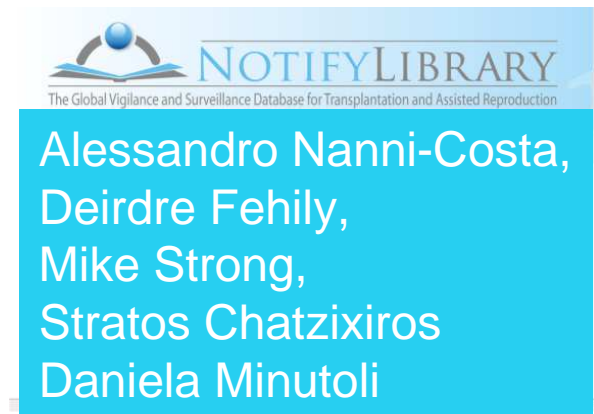 NOTIFYLIBRARY
The Global Vigilance and Surveillance Database for Transplantation and Assisted Reproduction
Alessandro Nanni-Costa,
Deirdre Fehily,
Mike Strong,
Stratos Chatzixiros
Daniela Minutoli